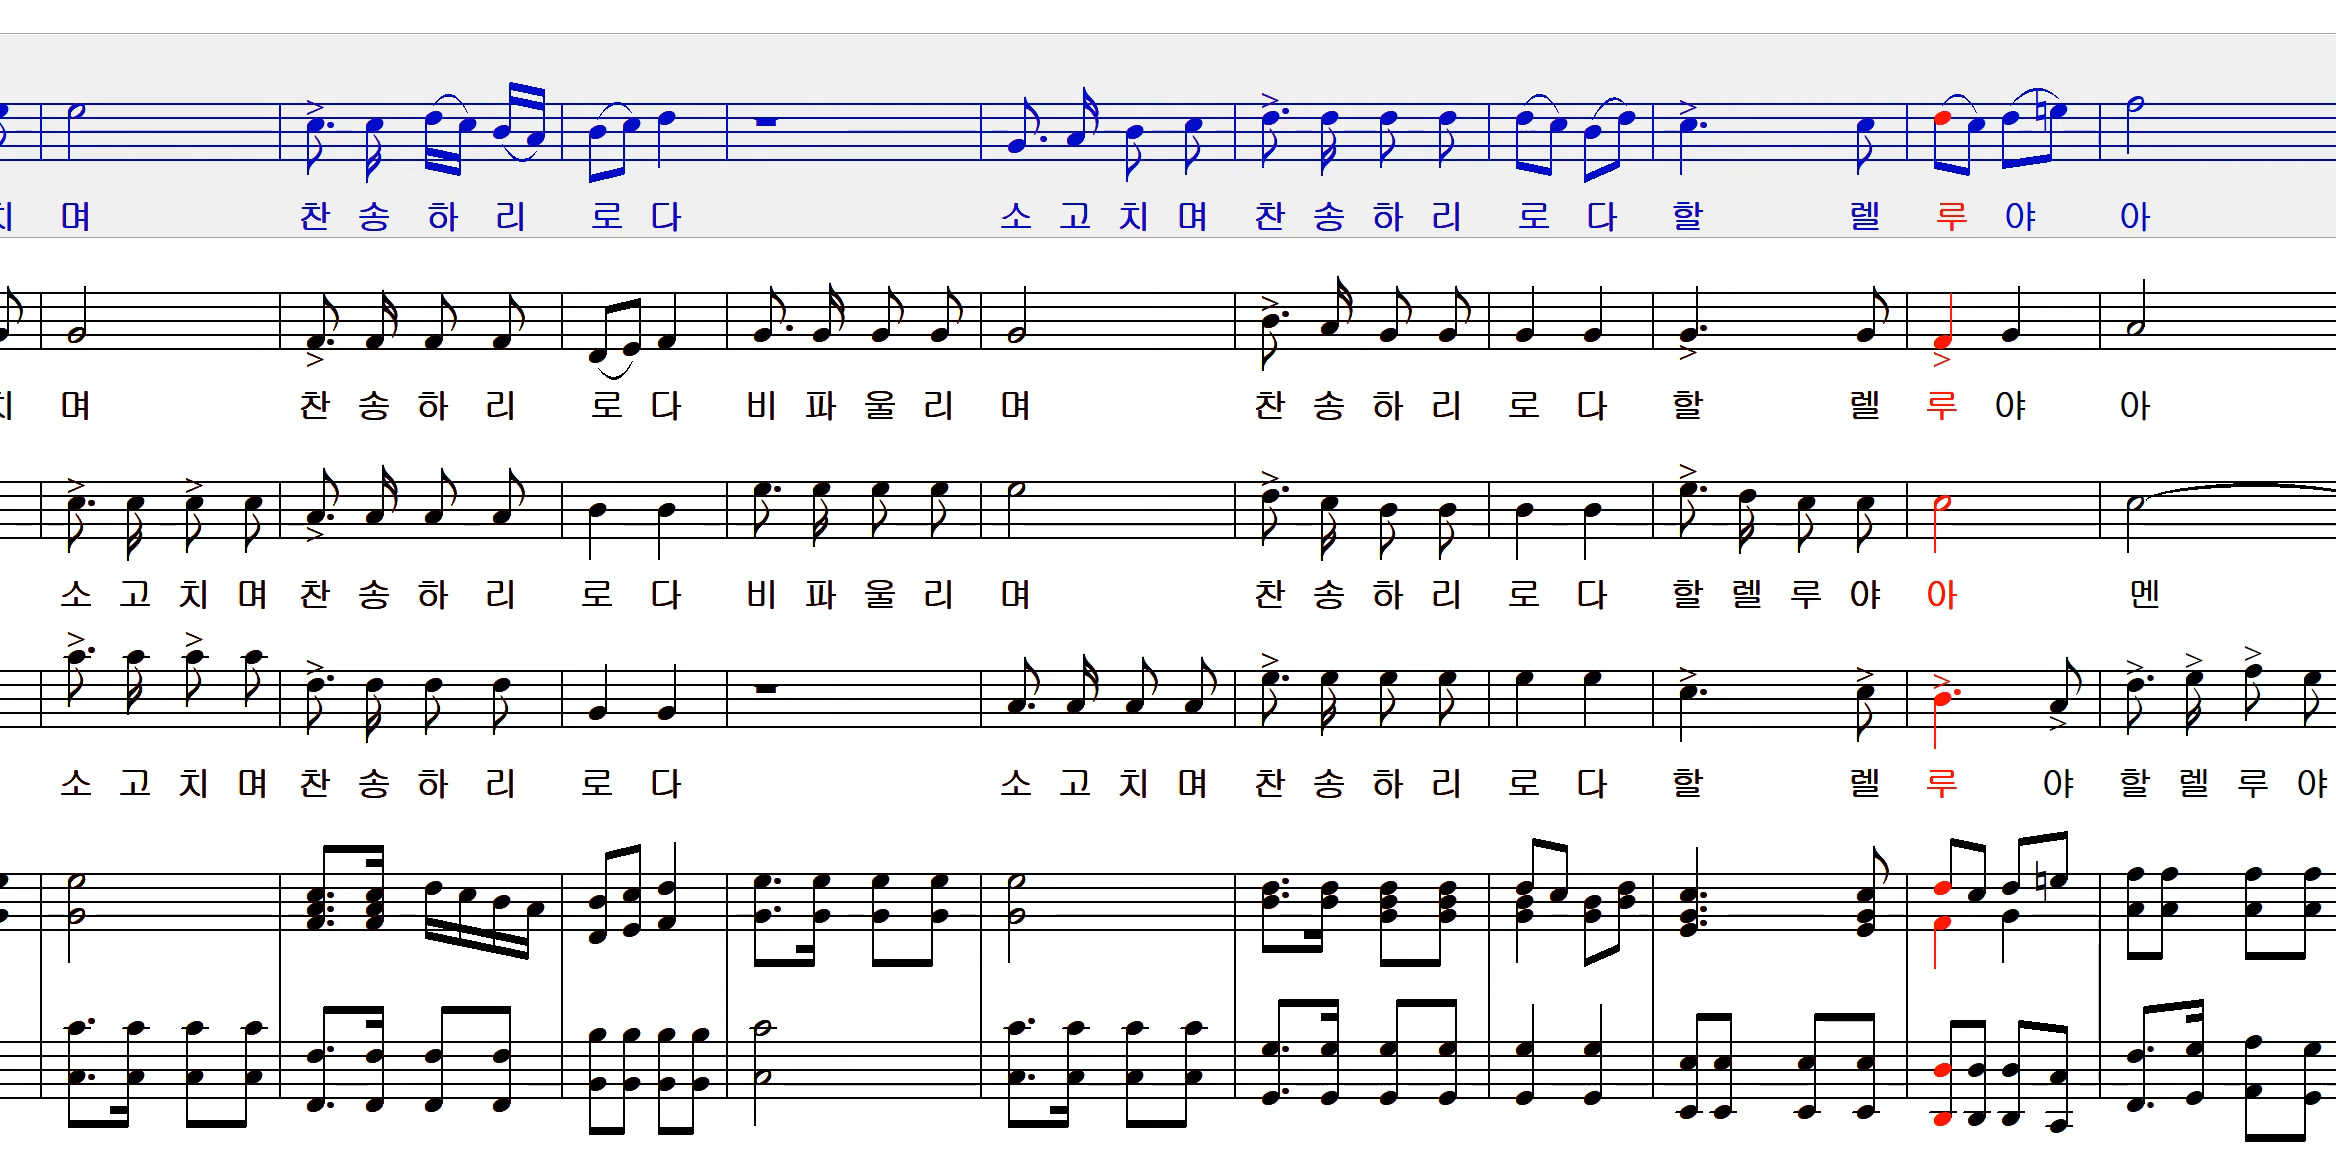 치 며 찬 송 하 리 로 다 소 고 치 며 찬 송 하 리 로 다 할 렐 루 야 아
치 며 찬 송 하 리 로 다 비 파 울 리 며 찬 송 하 리 로 다 할 렐 루 야 아
소 고 치 며 찬 송 하 리 로 다 비 파 울 리 며 찬 송 하 리 로 다 할 렐 루 야 아 멘
소 고 치 며 찬 송 하 리 로 다 소 고 치 며 찬 송 하 리 로 다 할 렐 루 야 할 렐 루 야